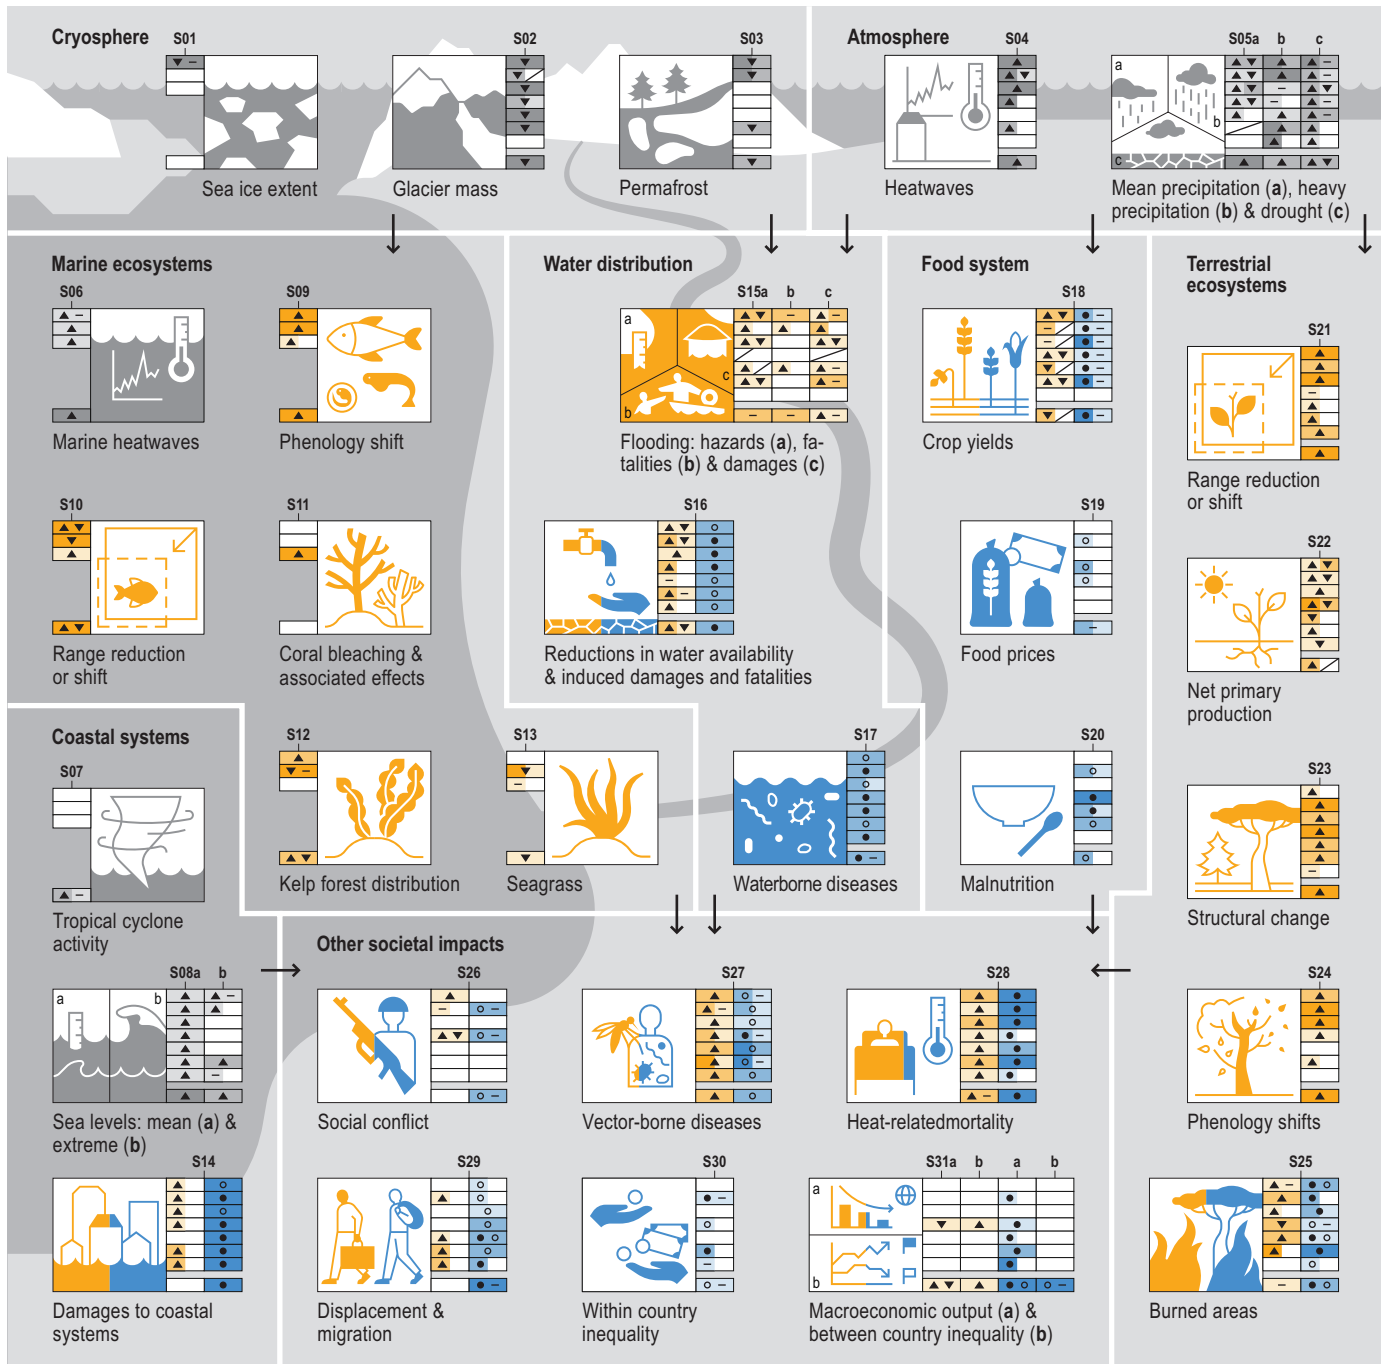 Cryosphere
S01
Sea ice extent
S02
Glacier mass
S03
Permafrost
Atmosphere
S04
Heatwaves
S05a b c
a
b
c
Mean precipitation (a), heavy
precipitation (b) & drought (c)
Marine ecosystems
S06
Marine heatwaves
S09
Phenology shift
S10
Range reduction
or shift
S11
Coral bleaching &
associated effects
S12
Kelp forest distribution
S13
Seagrass
Water distribution
S15a b c
a
c
b
Flooding: hazards (a), fa-
talities (b) & damages (c)
S16
Reductions in water availability
& induced damages and fatalities
S17
Waterborne diseases
Food system
S18
Crop yields
S19
Food prices
S20
Malnutrition
Terrestrial
ecosystems
S21
Range reduction
or shift
S22
Net primary
production
S23
Structural change
S24
Phenology shifts
S25
Burned areas
Coastal systems
S07
Tropical cyclone
activity
S08a b
a
b
Sea levels: mean (a) &
extreme (b)
S14
Damages to coastal
systems
Other societal impacts
S26
Social conflict
S27
Vector-borne diseases
S28
Heat-relatedmortality
S29
Displacement &
migration
S30
Within country
inequality
S31a b a b
a
b
Macroeconomic output (a) &
between country inequality (b)